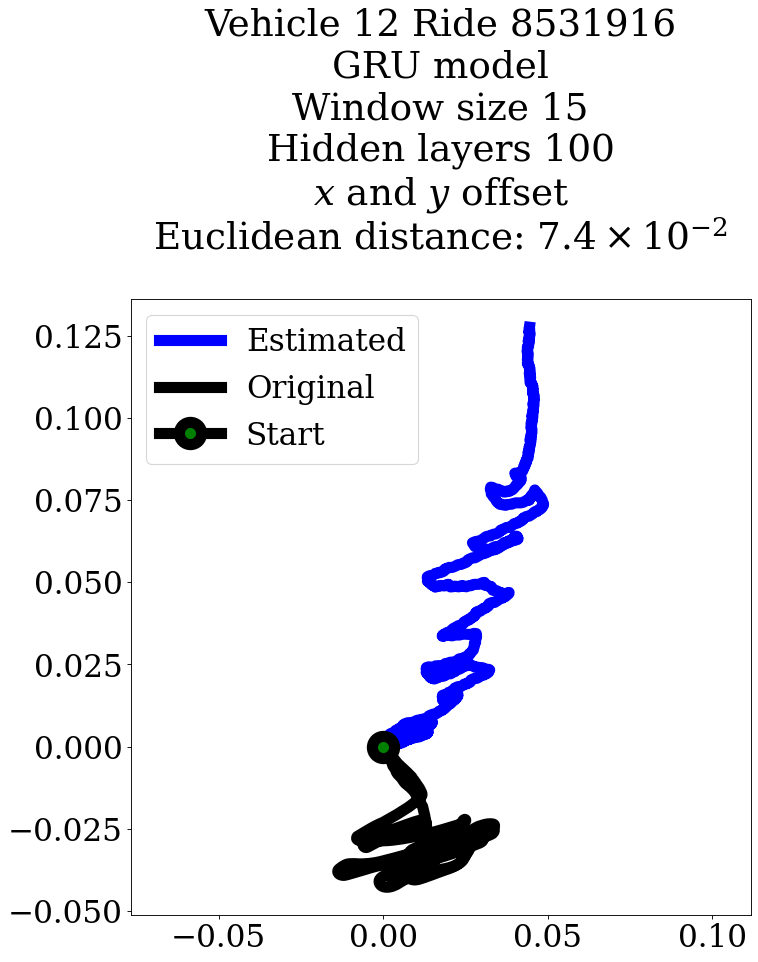 Vehicle 12 Ride 8531916
GRU model
Window size 15
Hidden layers 100
x and y offset
Euclidean distance: 7.4 × 10⁻²
Estimated
Original
Start
0.125
0.100
0.075
0.050
0.025
0.000
−0.025
−0.050
−0.05
0.00
0.05
0.10